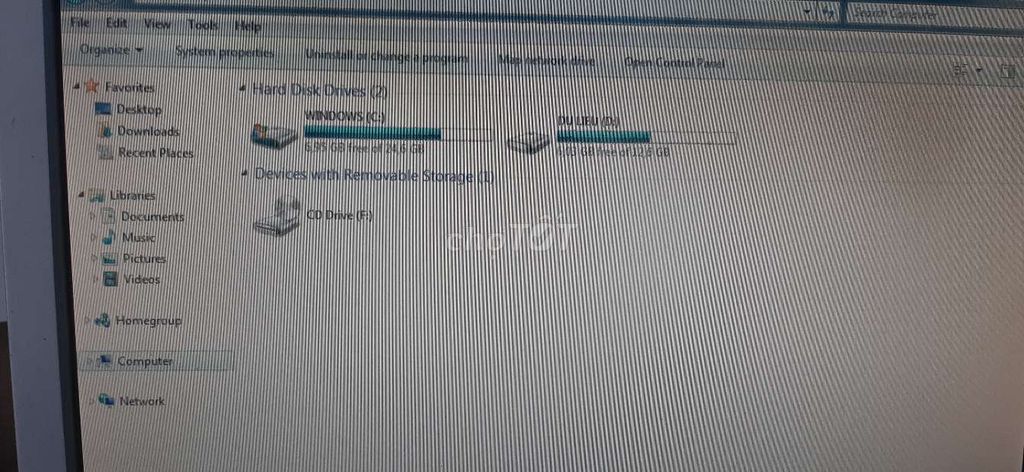 File Edit View Tools Help
Search Computer
Organize System properties Uninstall or change a program Map network drive Open Control Panel
Favorites
Desktop
Downloads
Recent Places
Libraries
Documents
Music
Pictures
Videos
Homegroup
Computer
Network
Hard Disk Drives (2)
WINDOWS (C:)
6,95 GB free of 24,6 GB
DU LIEU (D:)
GB free of 12,6 GB
Devices with Removable Storage (1)
CD Drive (F:)
chợTỐT